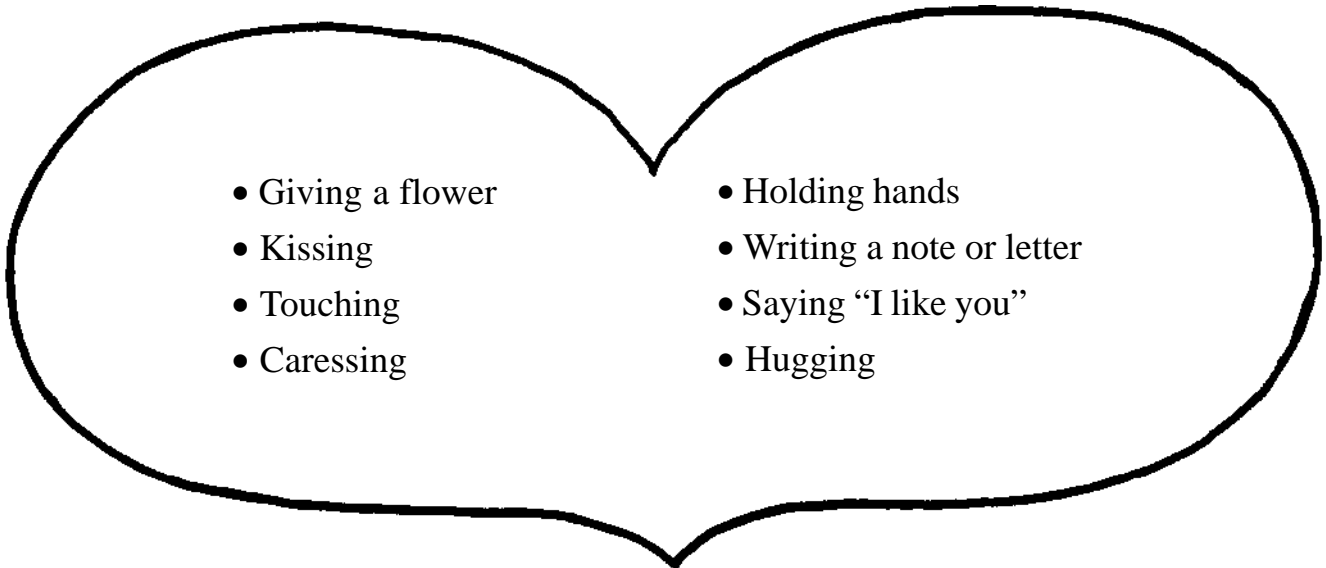 • Giving a flower
• Kissing
• Touching
• Caressing
• Holding hands
• Writing a note or letter
• Saying “I like you”
• Hugging